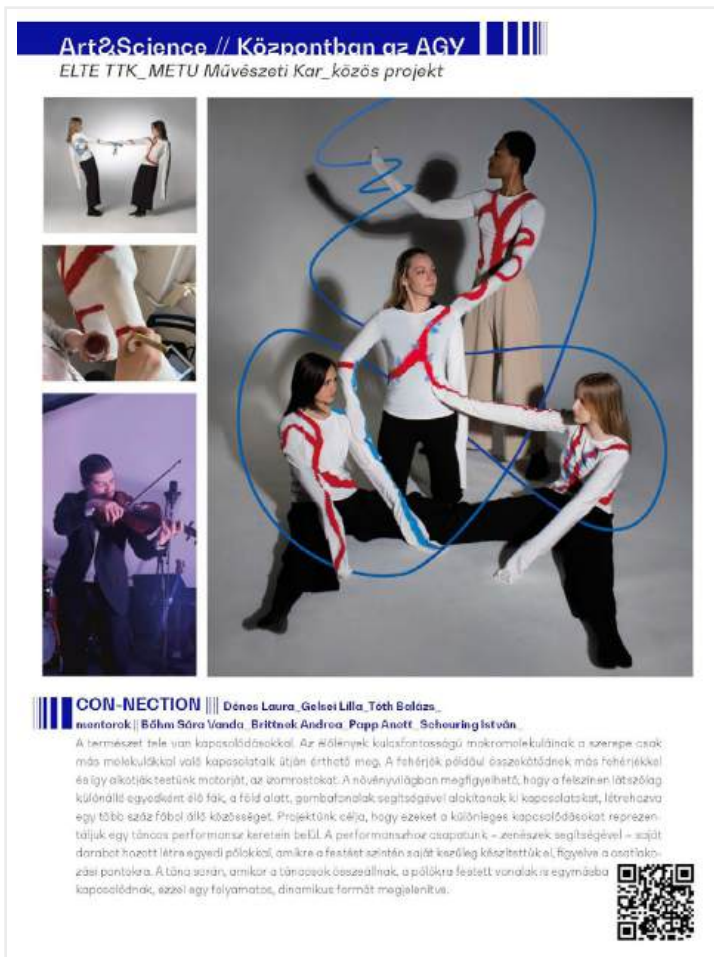 Art&Science // Központban az AGY
ELTE TTK_METU Művészeti Kar_közös projekt
CON-NECTION ||| Dénes Laura_Gelsei Lilla_Tóth Balázs_
mentorok || Bőhm Sára Vanda_Brittnek Andrea_Papp Anett_Scheuring István_
A természet tele van kapcsolódásokkal. Az élőlények kulcsfontosságú makromolekuláinak a szerepe csak
más molekulákkal való kapcsolataik útján érthető meg. A fehérjék például összekötődnek más fehérjékkel
és így alkotják testünk motorját, az izomrostokat. A növényvilágban megfigyelhető, hogy a felszínen látszólag
különálló egyedként élő fák, a föld alatt, gombafonalak segítségével alakítanak ki kapcsolatokat, létrehozva
egy több száz fából álló közösséget. Projektünk célja, hogy ezeket a különleges kapcsolódásokat reprezen-
táljuk egy táncos performansz keretein belül. A performanszhoz csapatunk – zenészek segítségével – saját
darabot hozott létre egyedi pólókkal, amikre a festést szintén saját kezűleg készítettük el, figyelve a csatlako-
zási pontokra. A tánc során, amikor a táncosok összeállnak, a pólókra festett vonalak is egymásba
kapcsolódnak, ezzel egy folyamatos, dinamikus formát megjelenítve.